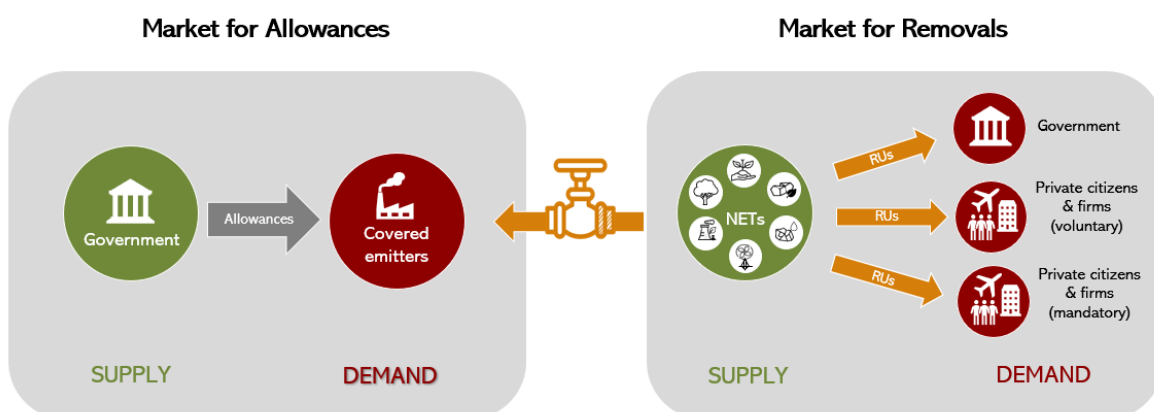 Market for Allowances
Government
Allowances
Covered
emitters
SUPPLY
DEMAND
Market for Removals
NETs
RUs
RUs
RUs
Government
Private citizens
& firms
(voluntary)
Private citizens
& firms
(mandatory)
SUPPLY
DEMAND